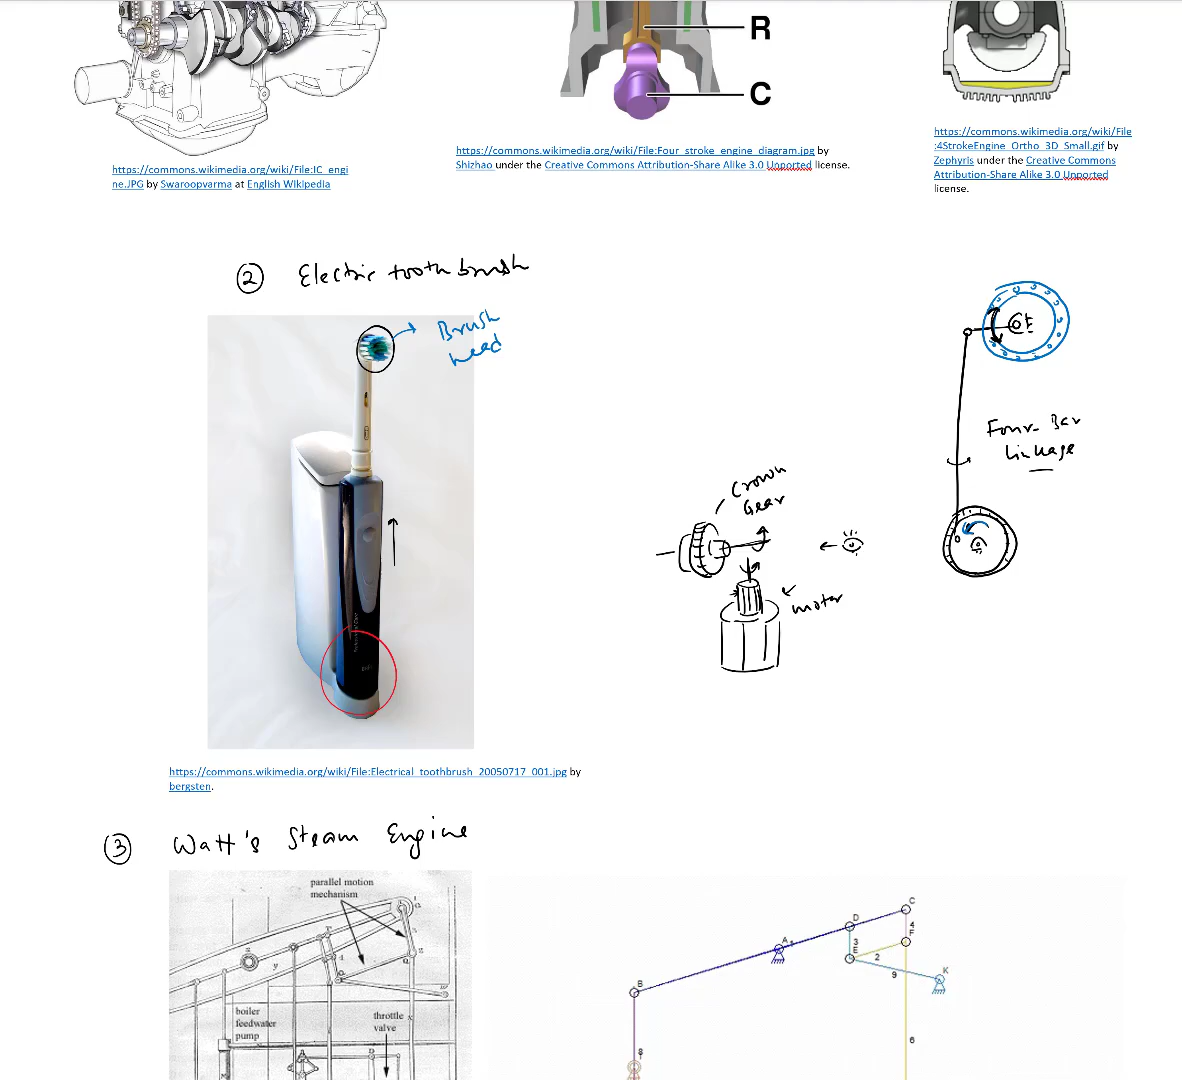 R
C
https://commons.wikimedia.org/wiki/File:IC_engi
ne.JPG by Swaroopvarma at English Wikipedia
https://commons.wikimedia.org/wiki/File:Four_stroke_engine_diagram.jpg by
Shizhao under the Creative Commons Attribution-Share Alike 3.0 Unported license.
https://commons.wikimedia.org/wiki/File
:4StrokeEngine_Ortho_3D_Small.gif by
Zephyris under the Creative Commons
Attribution-Share Alike 3.0 Unported
license.
② Electric toothbrush
Brush
head
Four-Bar
linkage
Crown
Gear
motor
https://commons.wikimedia.org/wiki/File:Electrical_toothbrush_20050717_001.jpg by
bergsten.
③ Watt's Steam Engine
parallel motion
mechanism
boiler
feedwater
pump
throttle
valve
y
x
C
D
4
F
A
3
E
2
9
K
B
6
8